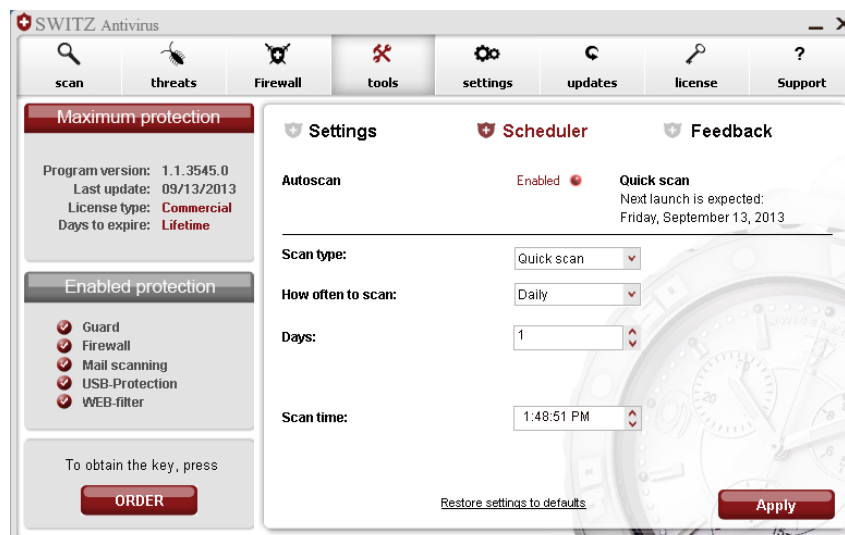 SWITZ Antivirus
scan
threats
Firewall
tools
settings
updates
license
? Support
Maximum protection
Program version: 1.1.3545.0
Last update: 09/13/2013
License type: Commercial
Days to expire: Lifetime
Enabled protection
Guard
Firewall
Mail scanning
USB-Protection
WEB-filter
To obtain the key, press
ORDER
Settings
Scheduler
Feedback
Autoscan
Enabled
Quick scan
Next launch is expected:
Friday, September 13, 2013
Scan type:
Quick scan
How often to scan:
Daily
Days:
1
Scan time:
1:48:51 PM
Restore settings to defaults
Apply